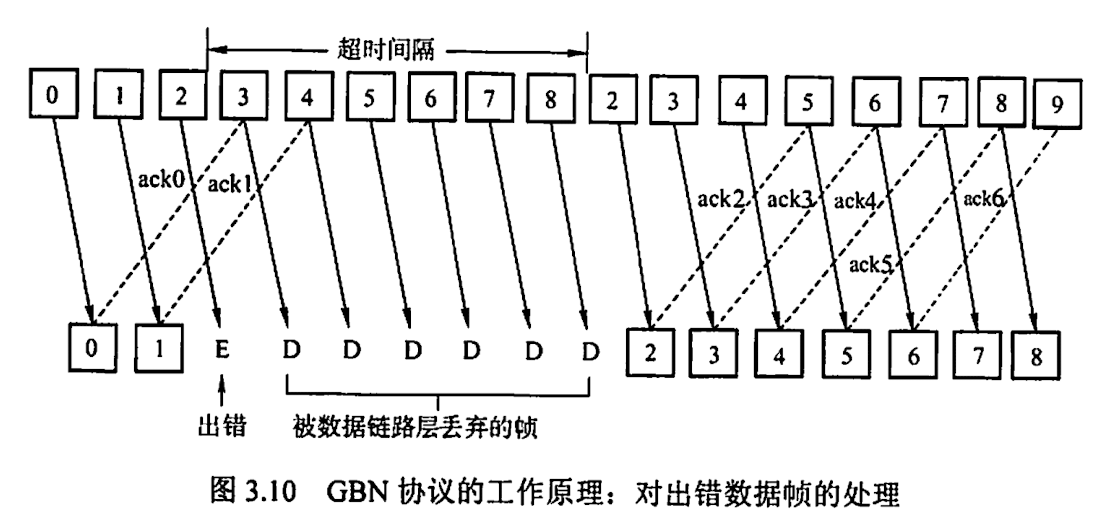 超时间隔
0 1 2 3 4 5 6 7 8 2 3 4 5 6 7 8 9
ack0 ack1 ack2 ack3 ack4 ack6
ack5
0 1 E D D D D D D 2 3 4 5 6 7 8
出错 被数据链路层丢弃的帧
图 3.10 GBN 协议的工作原理：对出错数据帧的处理